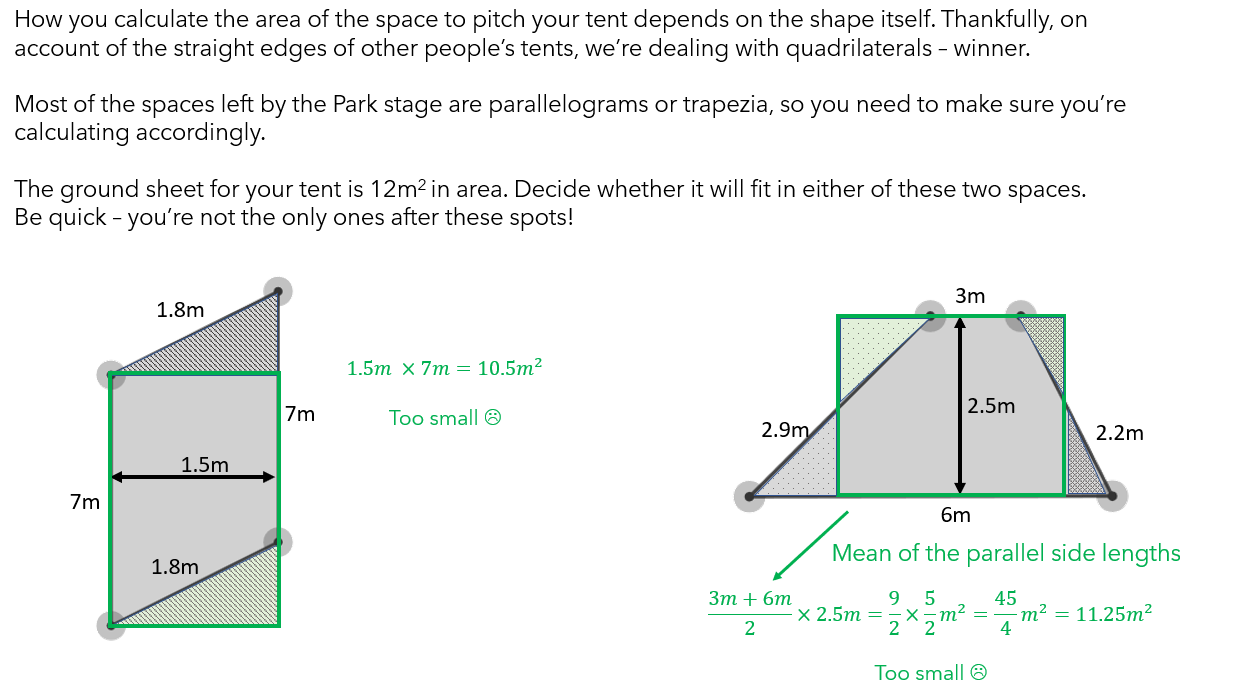 How you calculate the area of the space to pitch your tent depends on the shape itself. Thankfully, on
account of the straight edges of other people's tents, we're dealing with quadrilaterals – winner.
Most of the spaces left by the Park stage are parallelograms or trapezia, so you need to make sure you're
calculating accordingly.
The ground sheet for your tent is 12m² in area. Decide whether it will fit in either of these two spaces.
Be quick – you're not the only ones after these spots!
1.8m
7m
1.5m
7m
1.8m
1.5m × 7m = 10.5m²
Too small ☹
3m
2.5m
2.9m
2.2m
6m
Mean of the parallel side lengths
3m + 6m / 2 × 2.5m = 9/2 × 5/2 m² = 45/4 m² = 11.25m²
Too small ☹